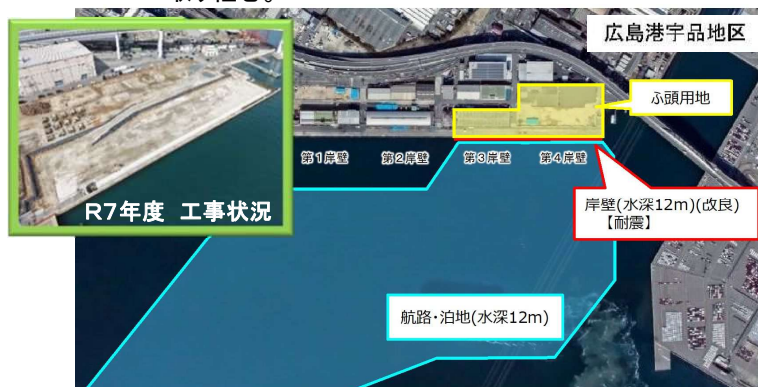 広島港宇品地区
ふ頭用地
第1岸壁
第2岸壁
第3岸壁
第4岸壁
R7年度 工事状況
岸壁(水深12m)(改良)
【耐震】
航路・泊地(水深12m)